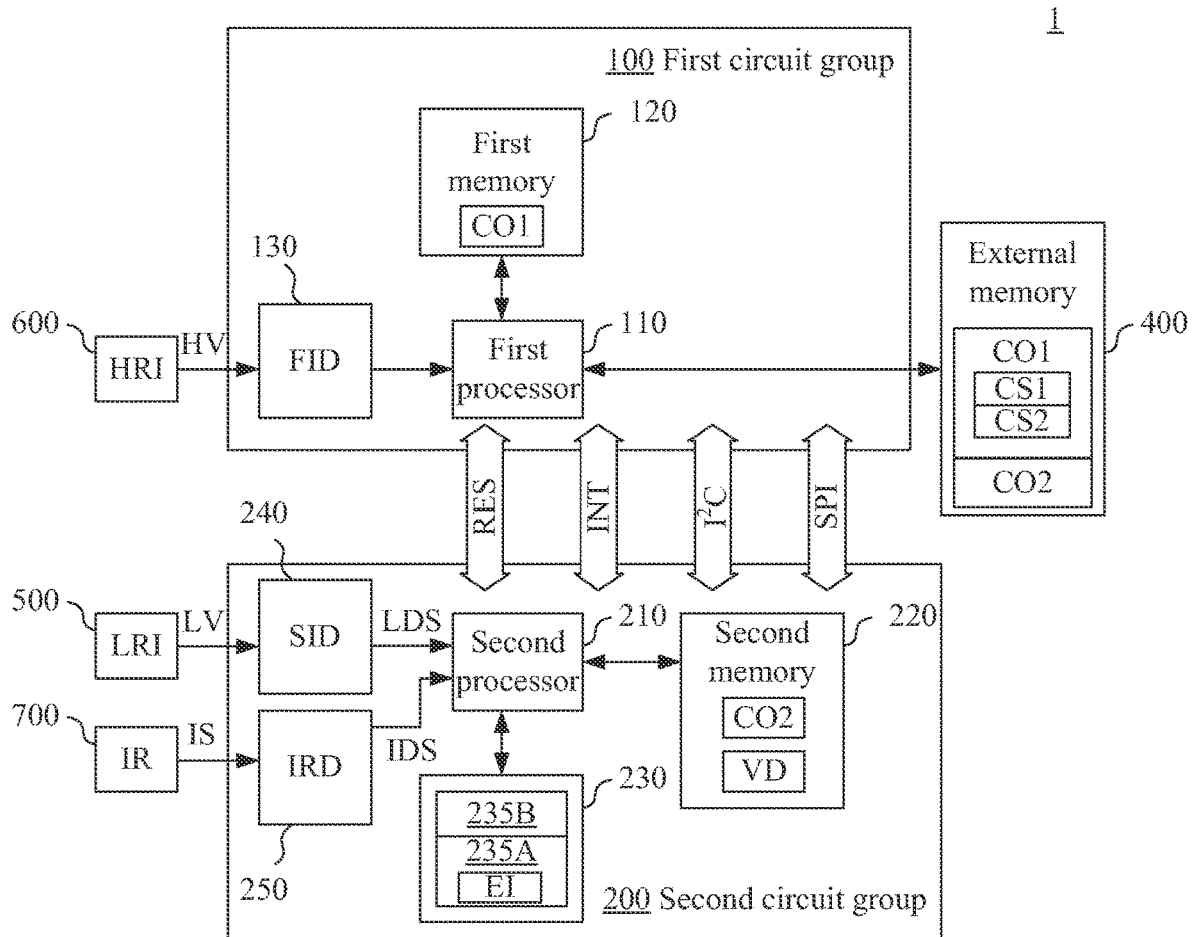 1
100 First circuit group
120
First
memory
CO1
130
FID
600
HRI
HV
110
First
processor
External
memory
400
CO1
CS1
CS2
CO2
RES
INT
I²C
SPI
240
SID
500
LRI
LV
LDS
210
Second
processor
220
Second
memory
CO2
VD
700
IR
IS
IRD
IDS
250
230
235B
235A
EI
200 Second circuit group